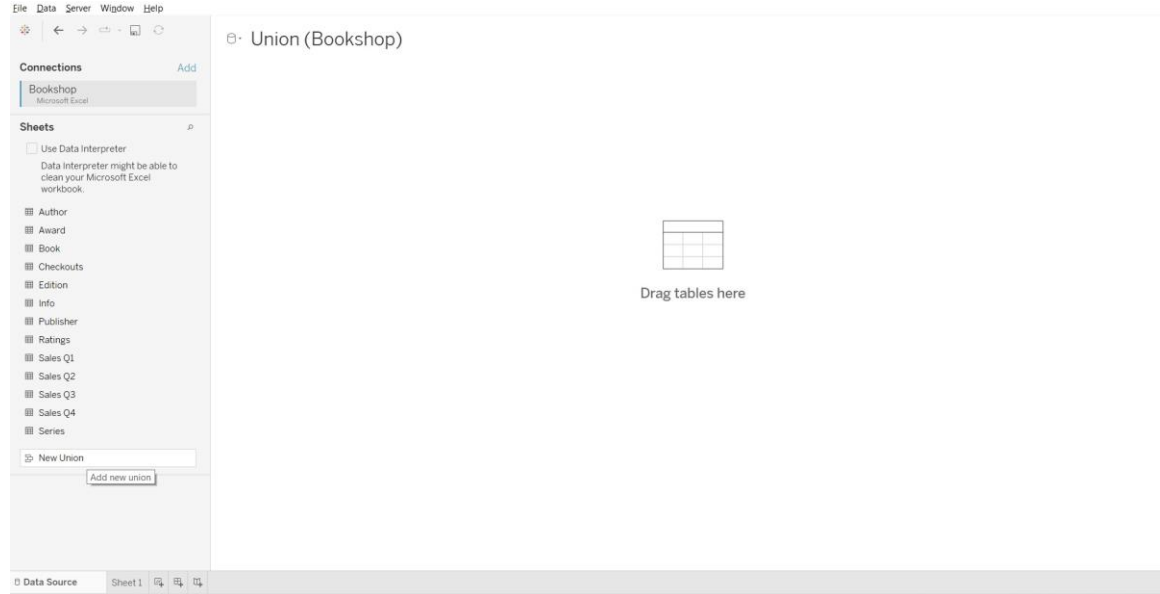 File Data Server Window Help
Union (Bookshop)
Connections Add
Bookshop
Microsoft Excel
Sheets
Use Data Interpreter
Data Interpreter might be able to
clean your Microsoft Excel
workbook.
Author
Award
Book
Checkouts
Edition
Info
Publisher
Ratings
Sales Q1
Sales Q2
Sales Q3
Sales Q4
Series
New Union
Add new union
Drag tables here
Data Source Sheet 1